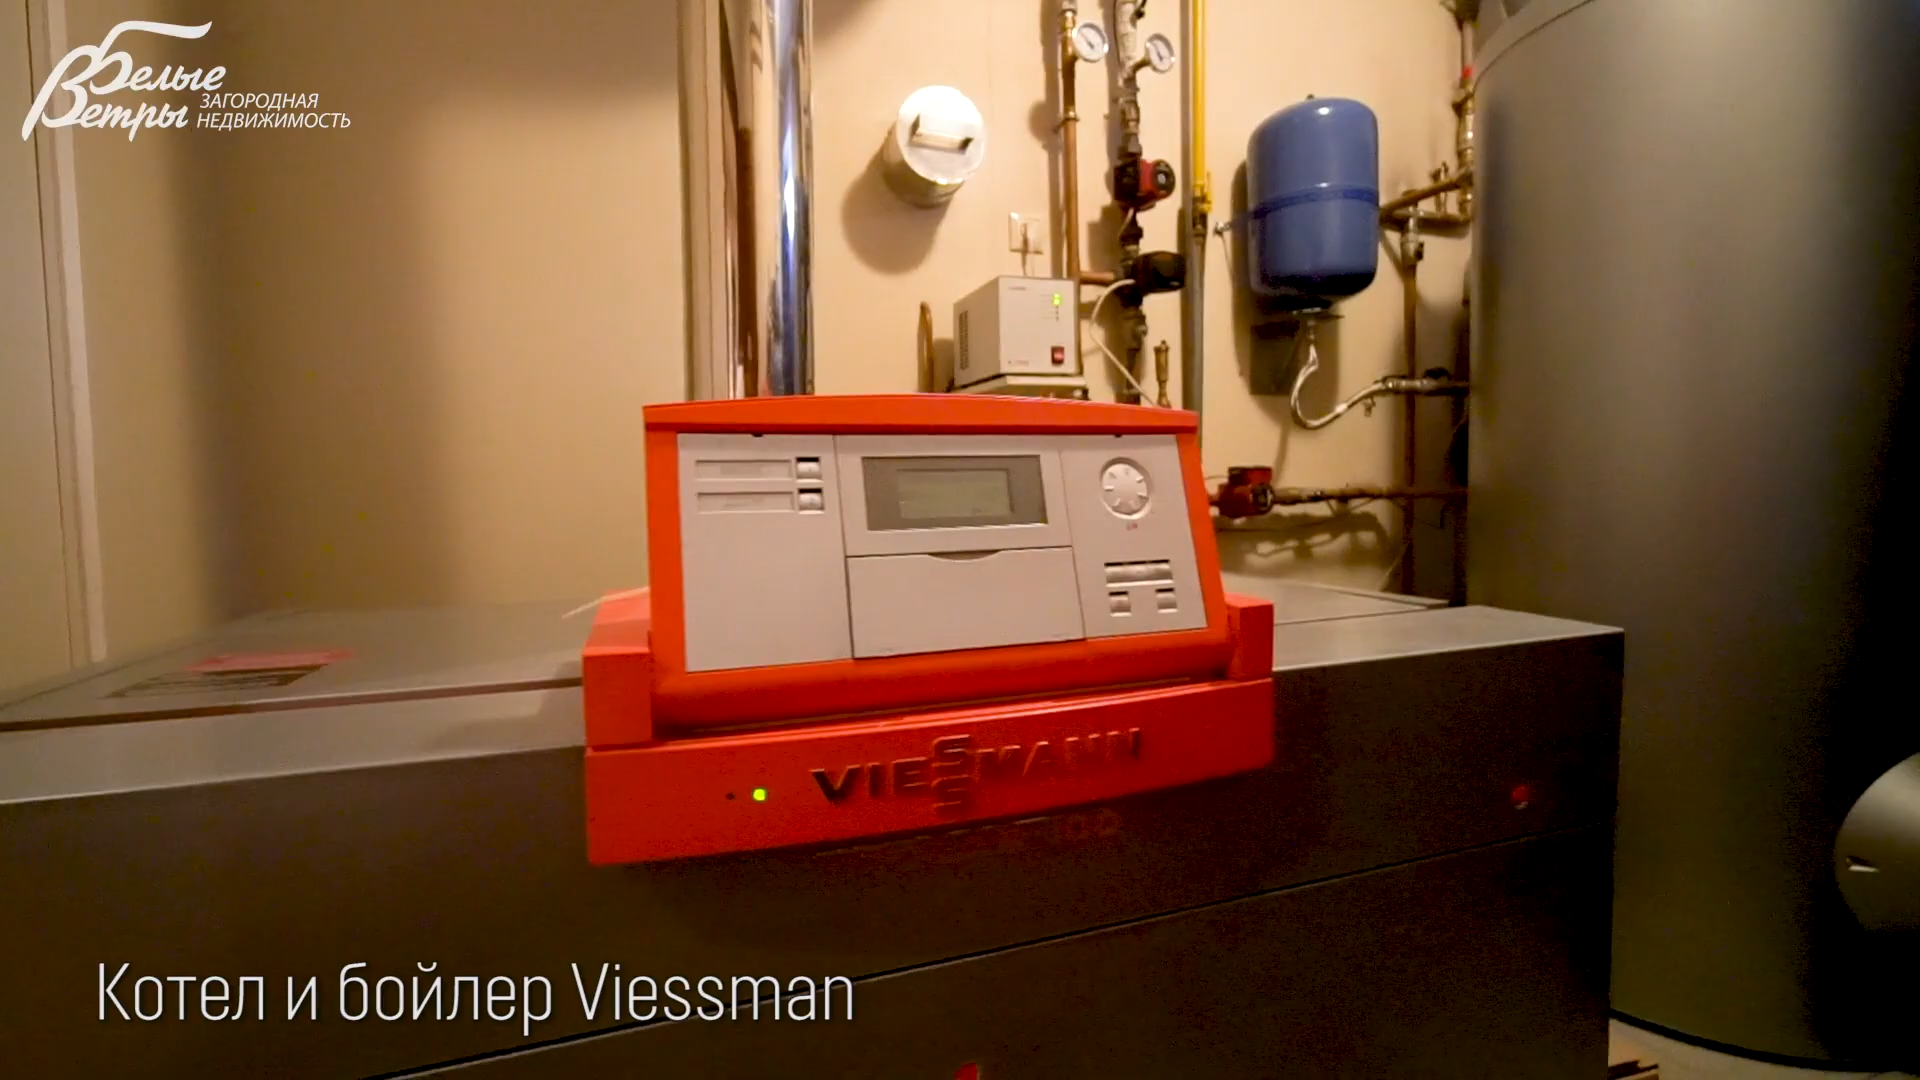 Белые
Ветры
ЗАГОРОДНАЯ
НЕДВИЖИМОСТЬ
VIESSMANN
Котел и бойлер Viessman